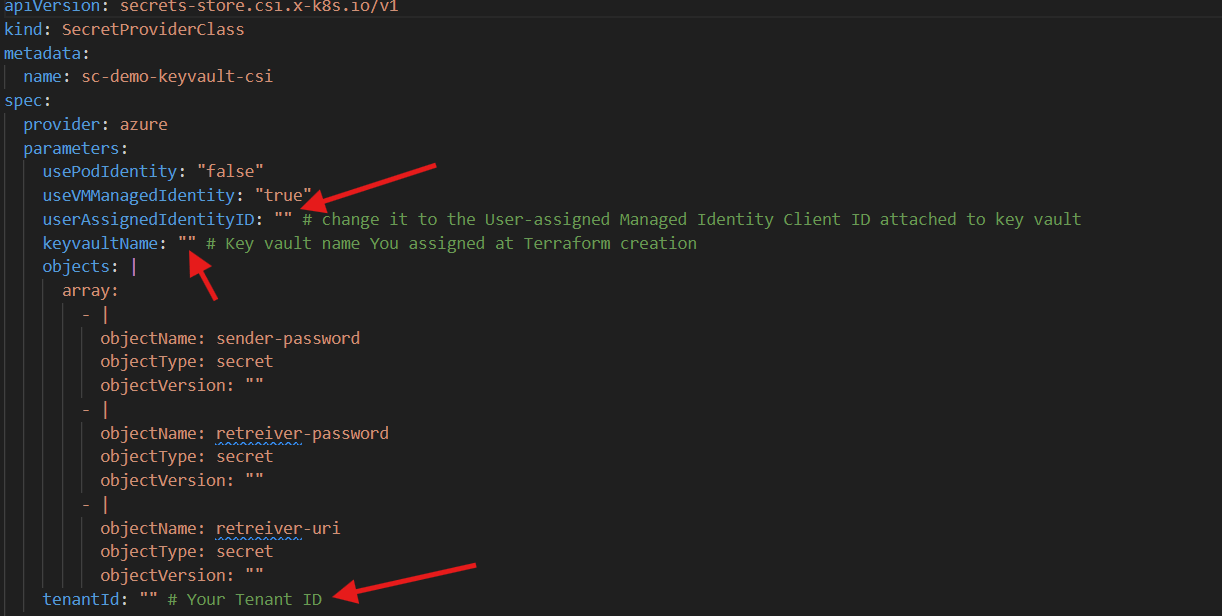 apiVersion: secrets-store.csi.x-k8s.io/v1
kind: SecretProviderClass
metadata:
  name: sc-demo-keyvault-csi
spec:
  provider: azure
  parameters:
    usePodIdentity: "false"
    useVMManagedIdentity: "true"
    userAssignedIdentityID: "" # change it to the User-assigned Managed Identity Client ID attached to key vault
    keyvaultName: "" # Key vault name You assigned at Terraform creation
    objects: |
      array:
        - |
          objectName: sender-password
          objectType: secret
          objectVersion: ""
        - |
          objectName: retreiver-password
          objectType: secret
          objectVersion: ""
        - |
          objectName: retreiver-uri
          objectType: secret
          objectVersion: ""
    tenantId: "" # Your Tenant ID